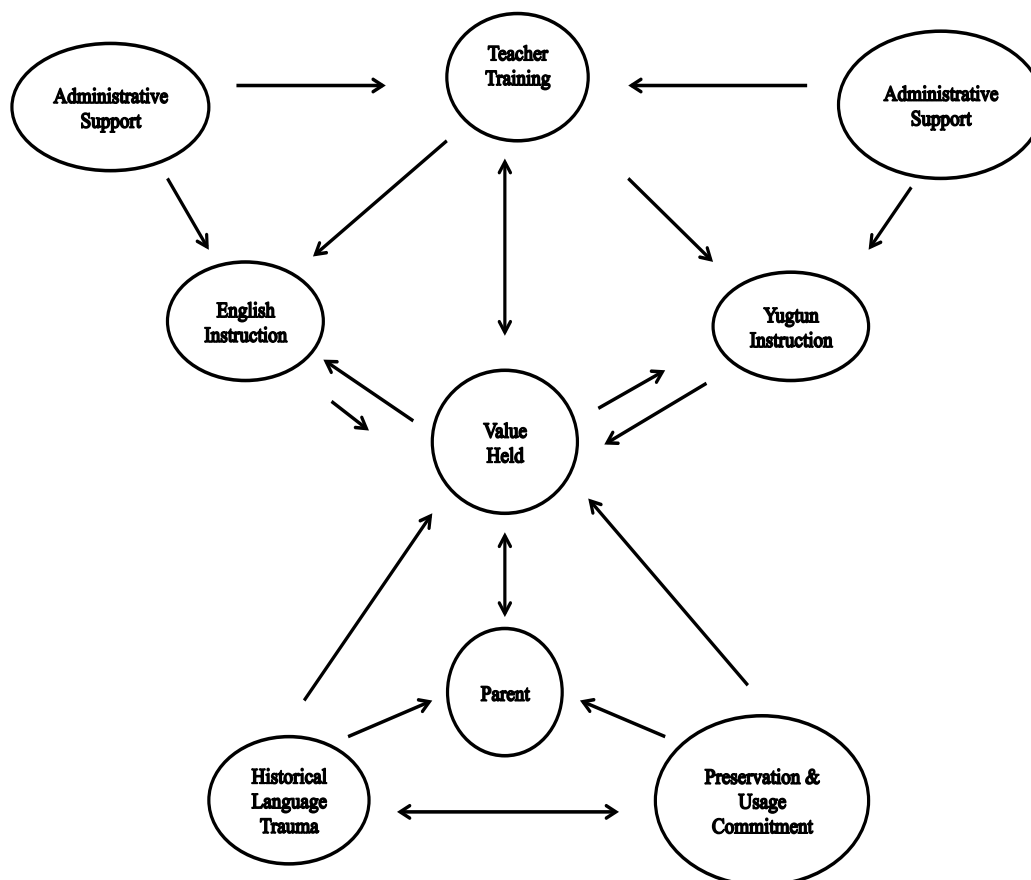 Teacher
Training
Administrative
Support
Administrative
Support
English
Instruction
Yugtun
Instruction
Value
Held
Parent
Historical
Language
Trauma
Preservation &
Usage
Commitment